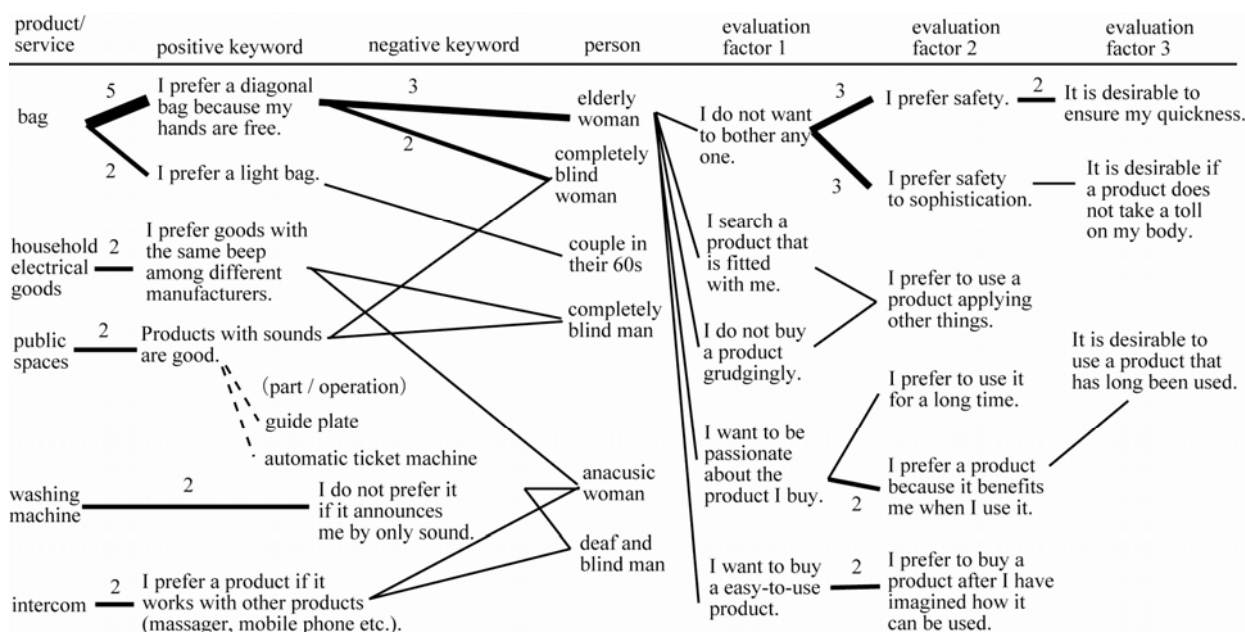 product/
service
positive keyword
negative keyword
person
evaluation
factor 1
evaluation
factor 2
evaluation
factor 3
bag
5
2
I prefer a diagonal
bag because my
hands are free.
I prefer a light bag.
3
2
elderly
woman
completely
blind
woman
couple in
their 60s
completely
blind man
anacusic
woman
deaf and
blind man
household
electrical
goods
2
I prefer goods with
the same beep
among different
manufacturers.
public
spaces
2
Products with sounds
are good.
(part / operation)
guide plate
automatic ticket machine
washing
machine
2
I do not prefer it
if it announces
me by only sound.
intercom
2
I prefer a product if it
works with other products
(massager, mobile phone etc.).
I do not want
to bother any
one.
3
3
I prefer safety.
2
It is desirable to
ensure my quickness.
I prefer safety
to sophistication.
It is desirable if
a product does
not take a toll
on my body.
I search a
product that
is fitted
with me.
I do not buy
a product
grudgingly.
I prefer to use a
product applying
other things.
I want to be
passionate
about the
product I buy.
I prefer to use it
for a long time.
2
I prefer a product
because it benefits
me when I use it.
It is desirable to
use a product that
has long been used.
I want to buy
a easy-to-use
product.
2
I prefer to buy a
product after I have
imagined how it
can be used.